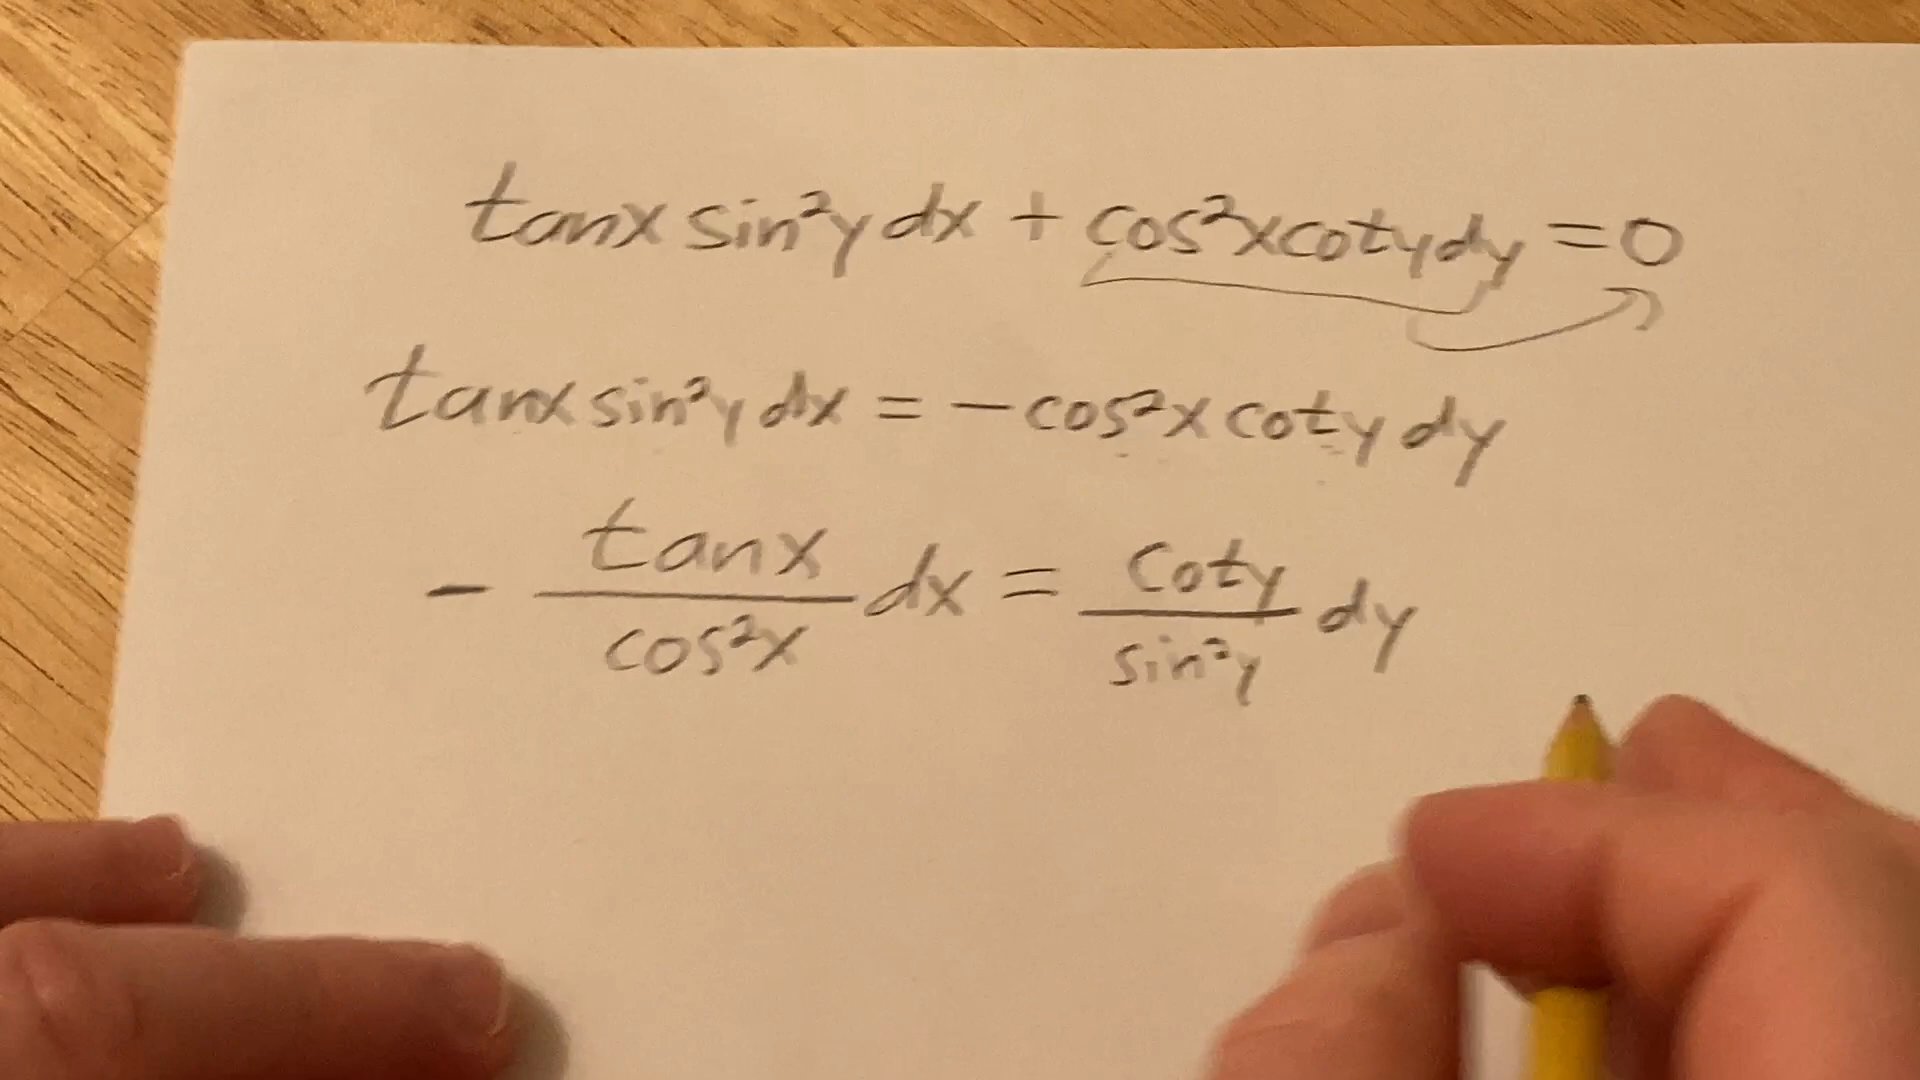 tanx sin²y dx + cos²x coty dy = 0
tanx sin²y dx = -cos²x coty dy
- tanx/cos²x dx = coty/sin²y dy